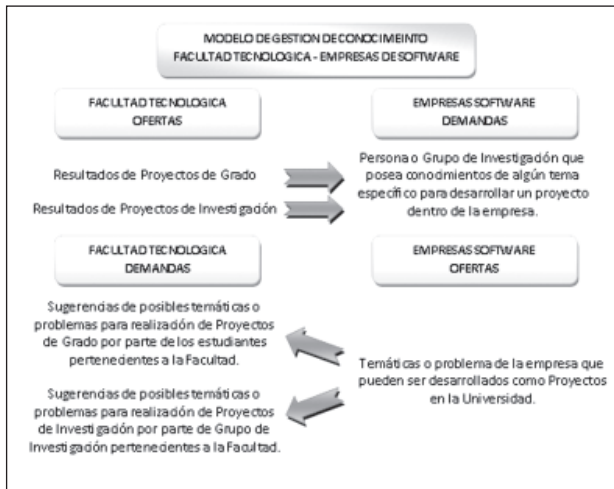 MODELO DE GESTION DE CONOCIMEINTO
FACULTAD TECNOLOGICA - EMPRESAS DE SOFTWARE
FACULTAD TECNOLOGICA
OFERTAS
EMPRESAS SOFTWARE
DEMANDAS
Resultados de Proyectos de Grado
Resultados de Proyectos de Investigación
Persona o Grupo de Investigación que
posea conocimientos de algún tema
específico para desarrollar un proyecto
dentro de la empresa.
FACULTAD TECNOLOGICA
DEMANDAS
EMPRESAS SOFTWARE
OFERTAS
Sugerencias de posibles temáticas o
problemas para realización de Proyectos
de Grado por parte de los estudiantes
pertenecientes a la Facultad.
Sugerencias de posibles temáticas o
problemas para realización de Proyectos
de Investigación por parte de Grupo de
Investigación pertenecientes a la Facultad.
Temáticas o problema de la empresa que
pueden ser desarrollados como Proyectos
en la Universidad.